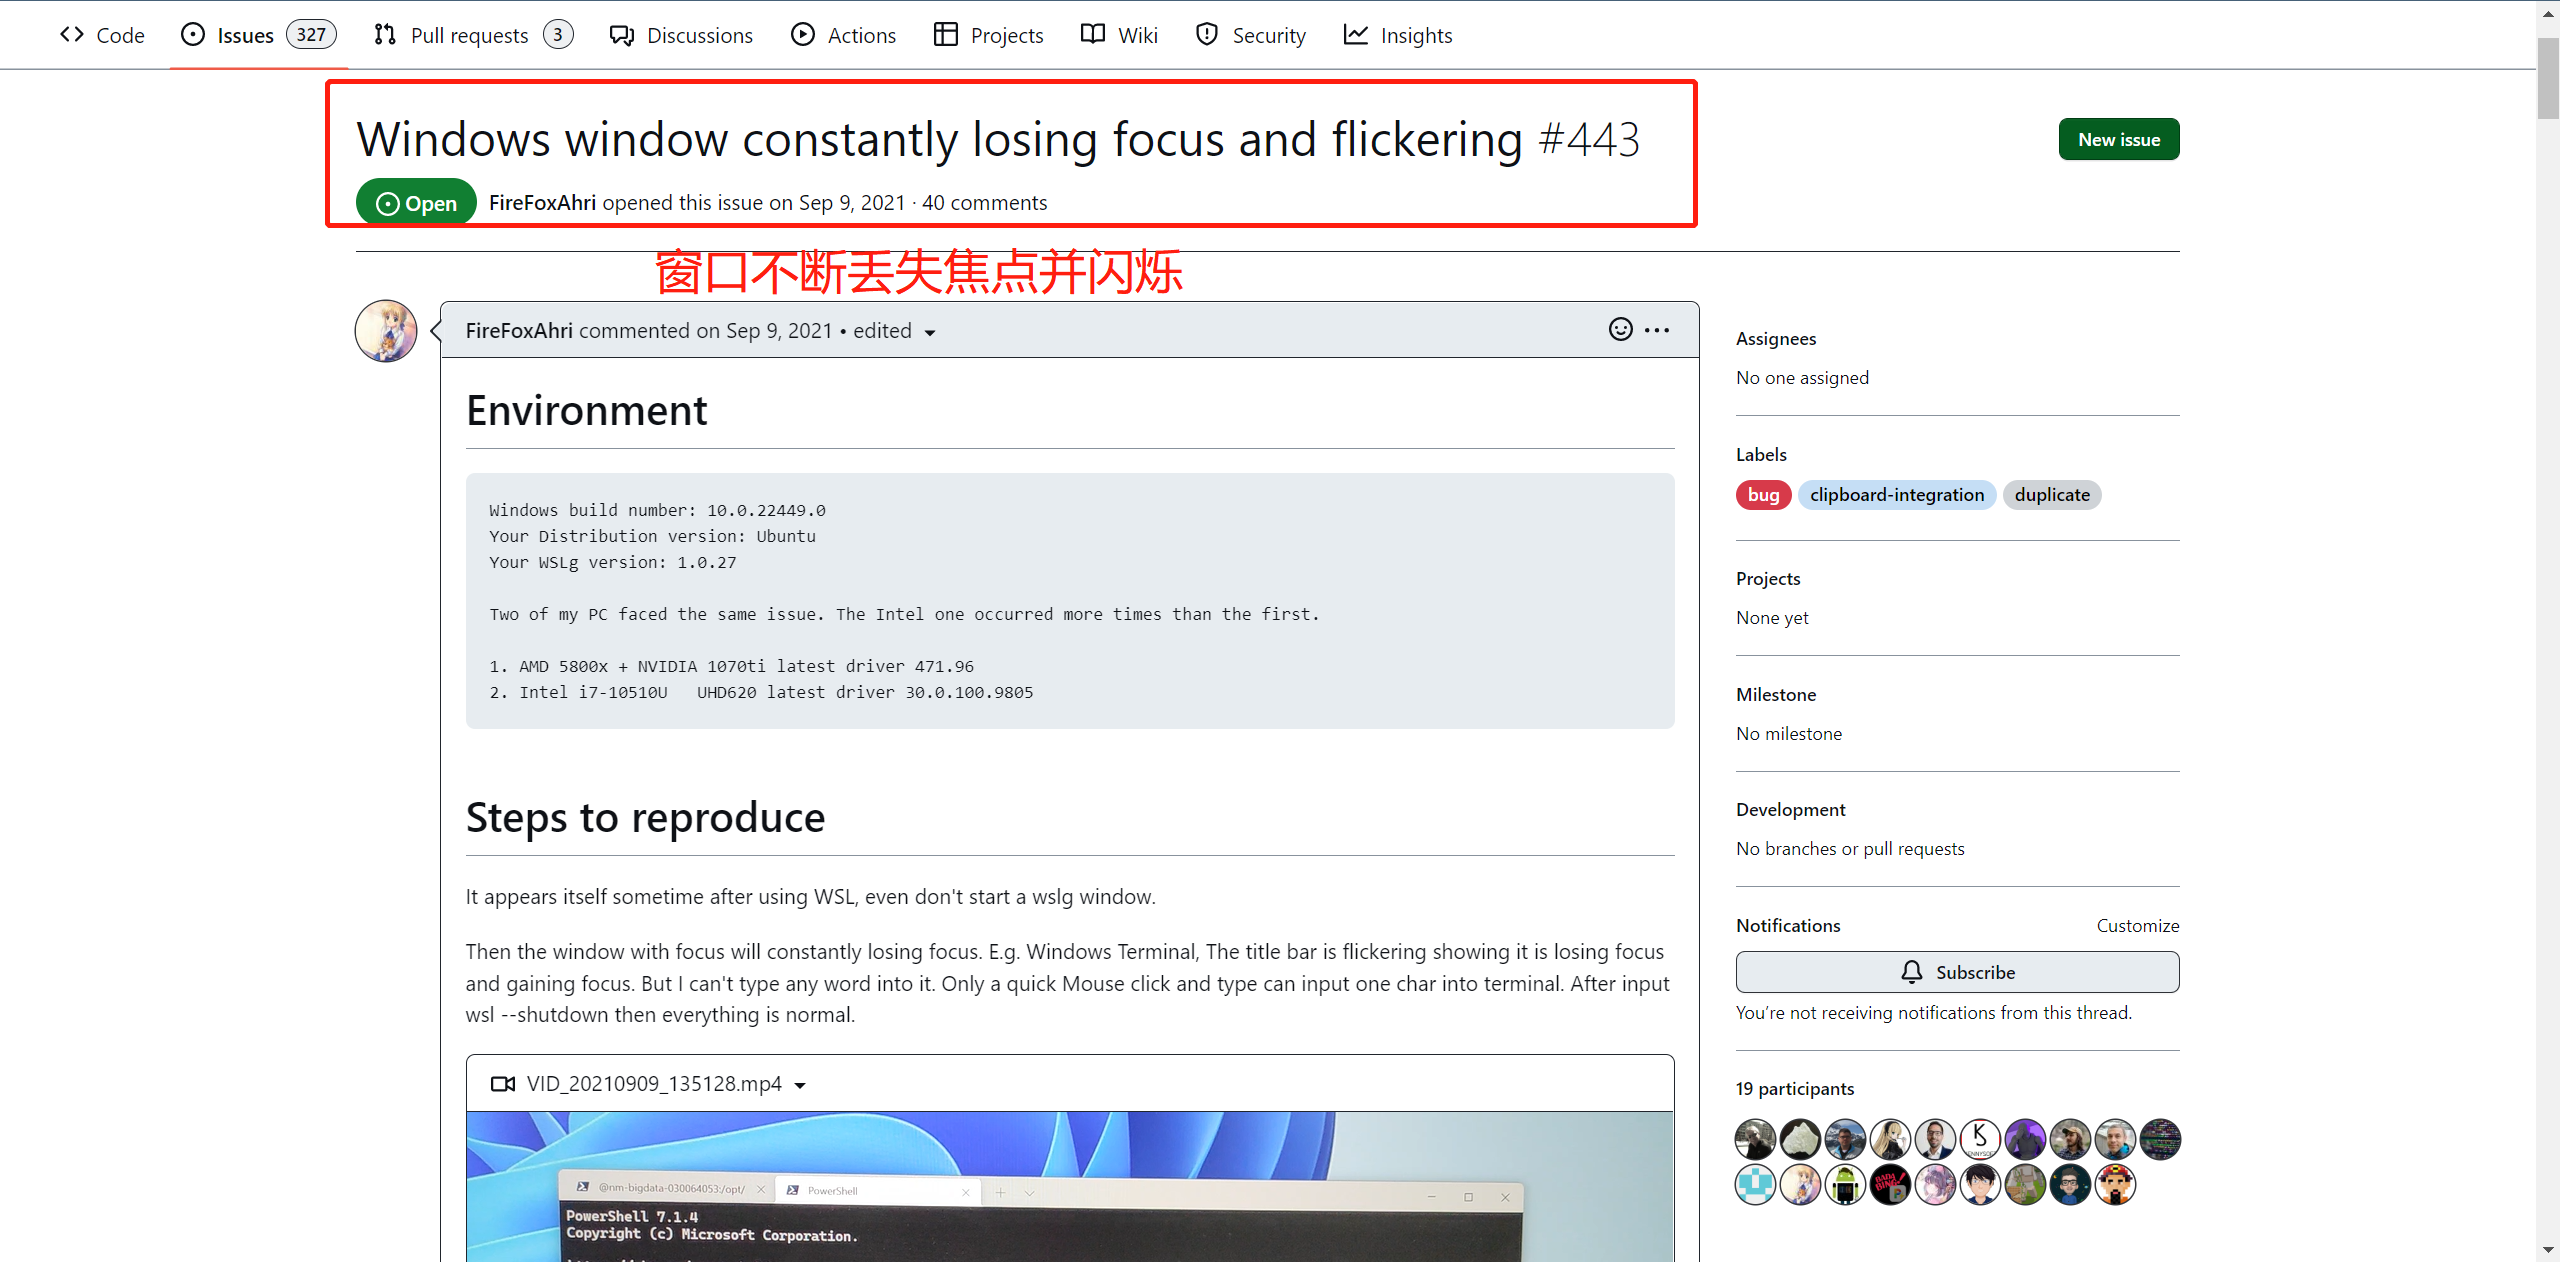 Code
Issues 327
Pull requests 3
Discussions
Actions
Projects
Wiki
Security
Insights
Windows window constantly losing focus and flickering #443
New issue
Open FireFoxAhri opened this issue on Sep 9, 2021 · 40 comments
窗口不断丢失焦点并闪烁
FireFoxAhri commented on Sep 9, 2021 • edited
Environment
Windows build number: 10.0.22449.0
Your Distribution version: Ubuntu
Your WSLg version: 1.0.27
Two of my PC faced the same issue. The Intel one occurred more times than the first.
1. AMD 5800x + NVIDIA 1070ti latest driver 471.96
2. Intel i7-10510U   UHD620 latest driver 30.0.100.9805
Steps to reproduce
It appears itself sometime after using WSL, even don't start a wslg window.
Then the window with focus will constantly losing focus. E.g. Windows Terminal, The title bar is flickering showing it is losing focus
and gaining focus. But I can't type any word into it. Only a quick Mouse click and type can input one char into terminal. After input
wsl --shutdown then everything is normal.
VID_20210909_135128.mp4
@nm-bigdata-030064053:/opt/
PowerShell
PowerShell 7.1.4
Copyright (c) Microsoft Corporation.
Assignees
No one assigned
Labels
bug clipboard-integration duplicate
Projects
None yet
Milestone
No milestone
Development
No branches or pull requests
Notifications Customize
Subscribe
You’re not receiving notifications from this thread.
19 participants